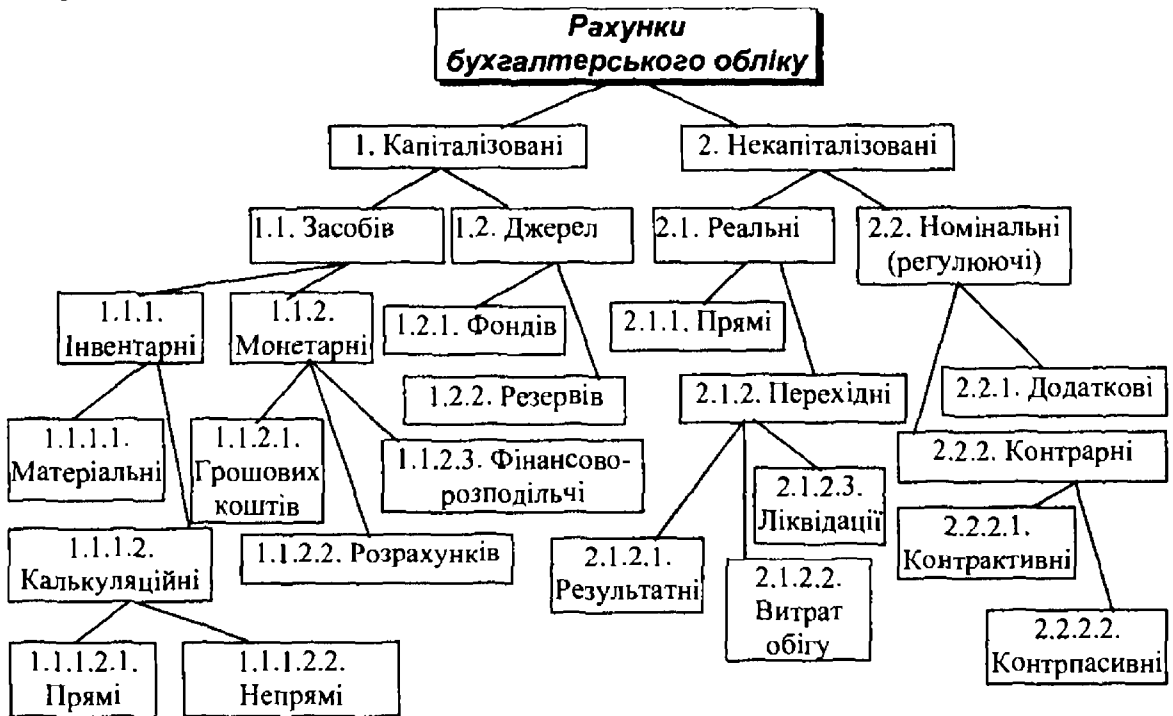 Рахунки
бухгалтерського обліку
1. Капіталізовані
2. Некапіталізовані
1.1. Засобів
1.2. Джерел
2.1. Реальні
2.2. Номінальні
(регулюючі)
1.1.1.
Інвентарні
1.1.2.
Монетарні
1.2.1. Фондів
2.1.1. Прямі
1.2.2. Резервів
2.1.2. Перехідні
2.2.1. Додаткові
1.1.1.1.
Матеріальні
1.1.2.1.
Грошових
коштів
1.1.2.3. Фінансово-
розподільчі
2.2.2. Контрарні
2.1.2.3.
Ліквідації
2.2.2.1.
Контрактивні
1.1.1.2.
Калькуляційні
1.1.2.2. Розрахунків
2.1.2.1.
Результатні
2.1.2.2.
Витрат
обігу
2.2.2.2.
Контрпасивні
1.1.1.2.1.
Прямі
1.1.1.2.2.
Непрямі